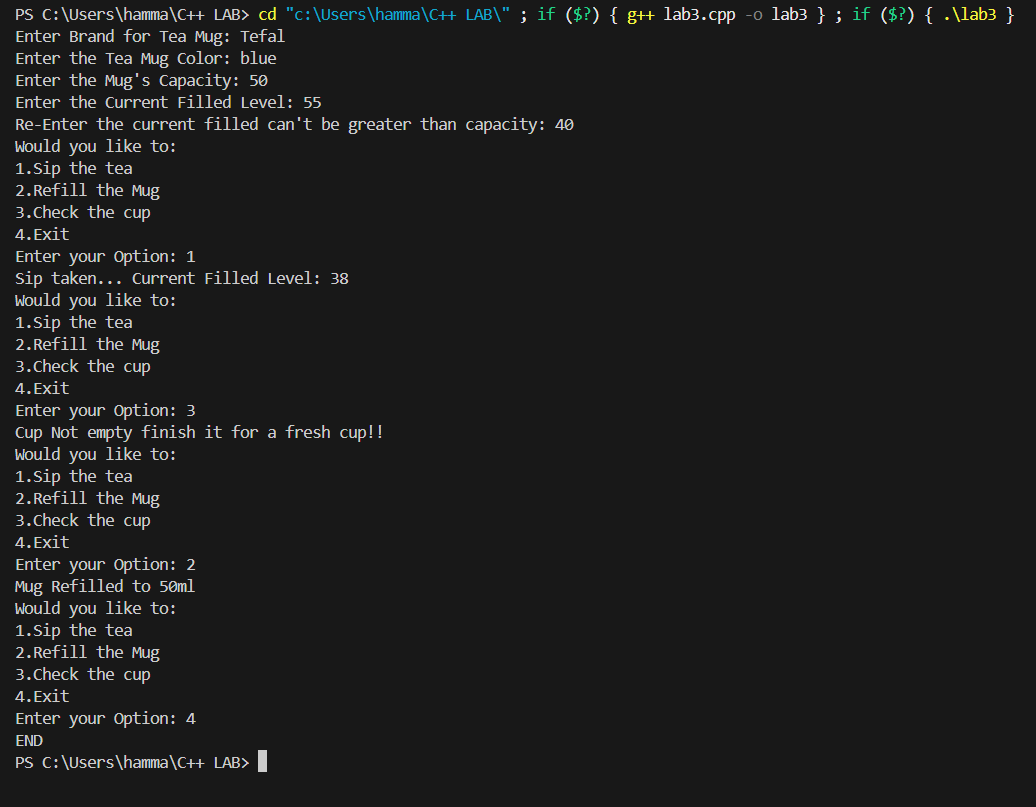 PS C:\Users\hamma\C++ LAB> cd "c:\Users\hamma\C++ LAB\" ; if ($?) { g++ lab3.cpp -o lab3 } ; if ($?) { .\lab3 }
Enter Brand for Tea Mug: Tefal
Enter the Tea Mug Color: blue
Enter the Mug's Capacity: 50
Enter the Current Filled Level: 55
Re-Enter the current filled can't be greater than capacity: 40
Would you like to:
1.Sip the tea
2.Refill the Mug
3.Check the cup
4.Exit
Enter your Option: 1
Sip taken... Current Filled Level: 38
Would you like to:
1.Sip the tea
2.Refill the Mug
3.Check the cup
4.Exit
Enter your Option: 3
Cup Not empty finish it for a fresh cup!!
Would you like to:
1.Sip the tea
2.Refill the Mug
3.Check the cup
4.Exit
Enter your Option: 2
Mug Refilled to 50ml
Would you like to:
1.Sip the tea
2.Refill the Mug
3.Check the cup
4.Exit
Enter your Option: 4
END
PS C:\Users\hamma\C++ LAB>